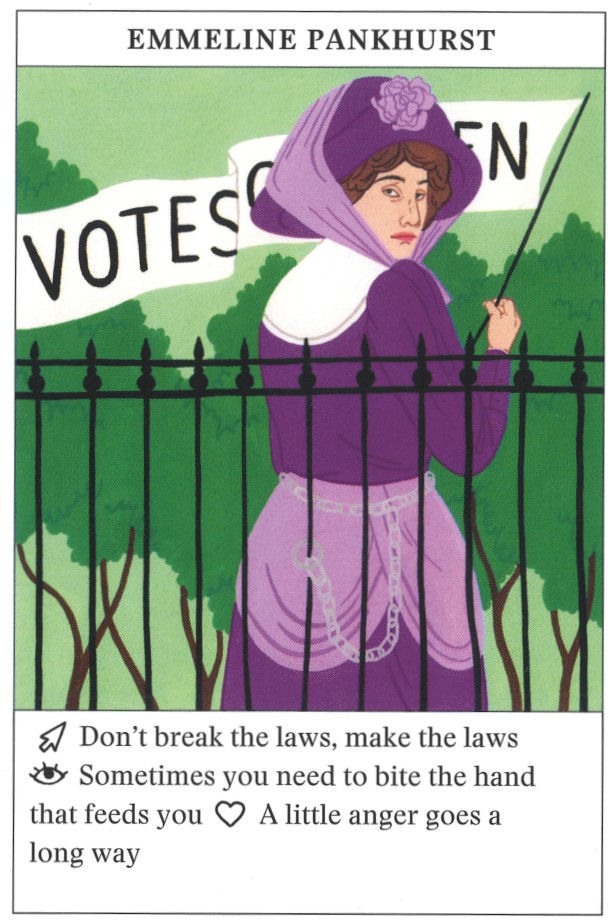 EMMELINE PANKHURST
VOTES EN
Don't break the laws, make the laws
Sometimes you need to bite the hand
that feeds you A little anger goes a
long way